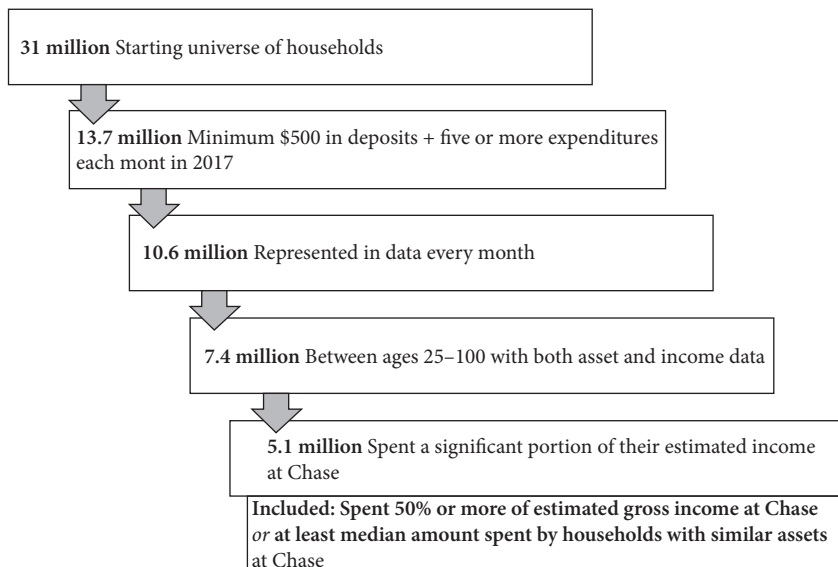 31 million Starting universe of households
13.7 million Minimum $500 in deposits + five or more expenditures
each mont in 2017
10.6 million Represented in data every month
7.4 million Between ages 25–100 with both asset and income data
5.1 million Spent a significant portion of their estimated income
at Chase
Included: Spent 50% or more of estimated gross income at Chase
or at least median amount spent by households with similar assets
at Chase